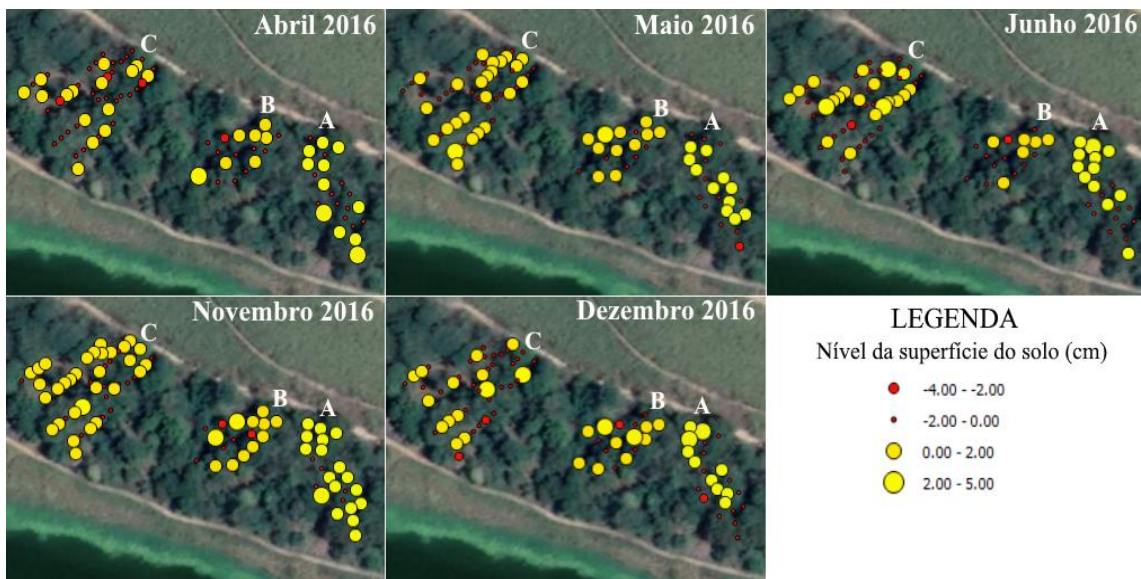 Abril 2016
C
B
A
Maio 2016
C
B
A
Junho 2016
C
B
A
Novembro 2016
C
B
A
Dezembro 2016
C
B
A
LEGENDA
Nível da superfície do solo (cm)
-4.00 - -2.00
-2.00 - 0.00
0.00 - 2.00
2.00 - 5.00